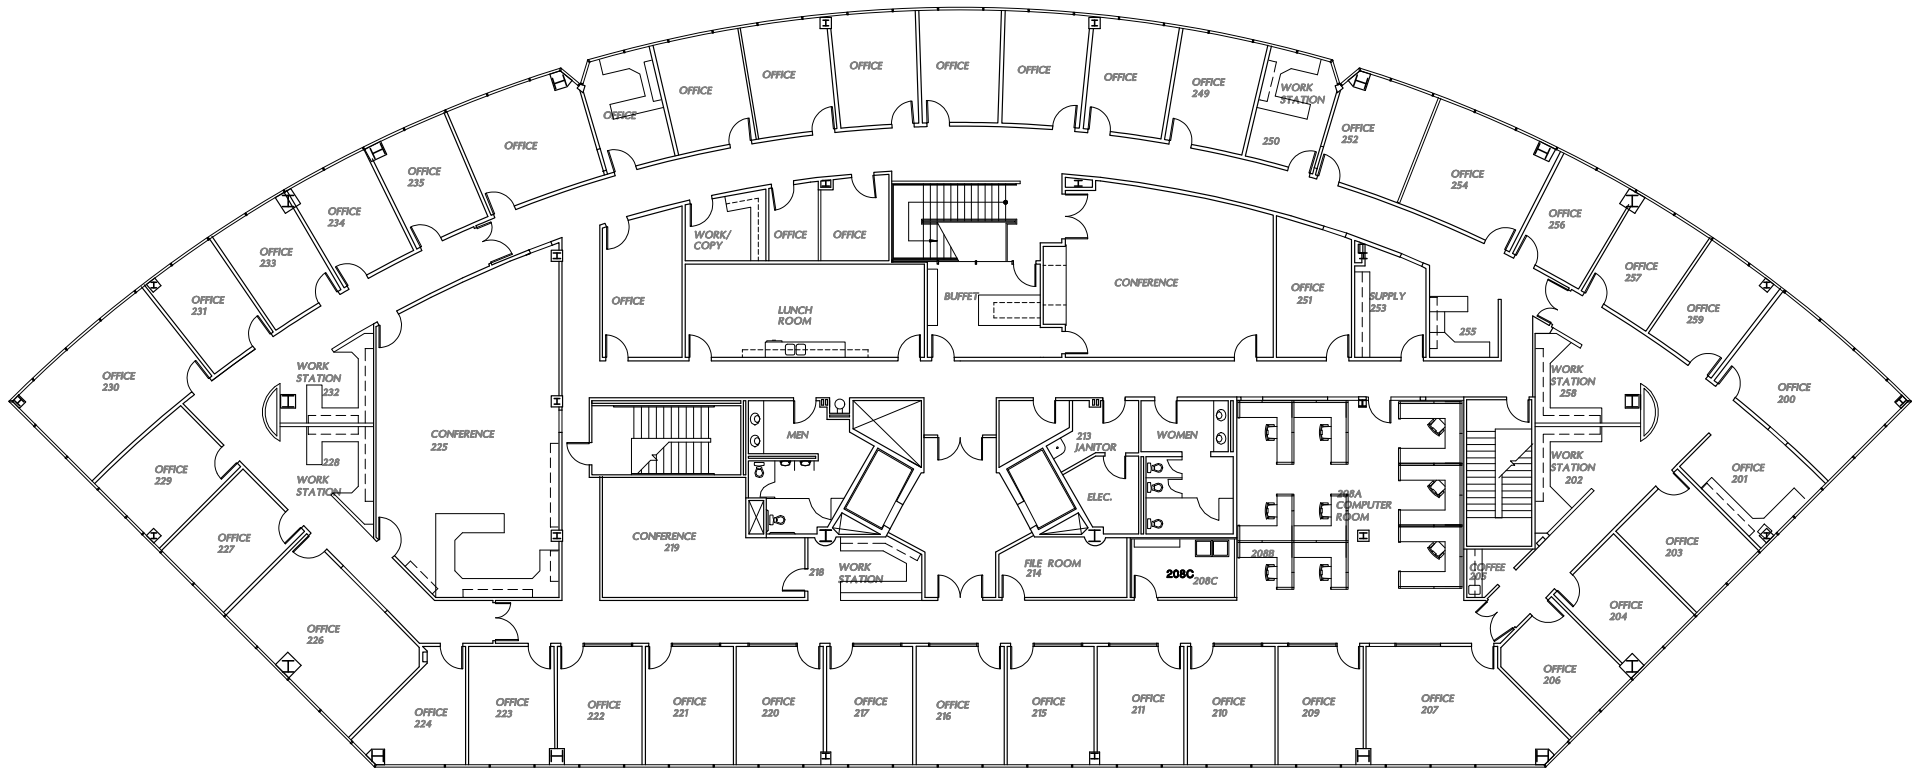 OFFICE
OFFICE
OFFICE
OFFICE
OFFICE
OFFICE
OFFICE
OFFICE
249
WORK
STATION
250
OFFICE
252
OFFICE
254
OFFICE
256
OFFICE
257
OFFICE
259
OFFICE
200
OFFICE
OFFICE
235
OFFICE
234
OFFICE
233
OFFICE
231
OFFICE
230
OFFICE
229
OFFICE
227
OFFICE
226
WORK
STATION
232
228
WORK
STATION
CONFERENCE
225
WORK/
COPY
OFFICE
OFFICE
OFFICE
LUNCH
ROOM
BUFFET
CONFERENCE
OFFICE
251
SUPPLY
253
255
WORK
STATION
258
WORK
STATION
202
OFFICE
201
OFFICE
203
OFFICE
204
OFFICE
206
MEN
213
JANITOR
WOMEN
ELEC.
208A
COMPUTER
ROOM
208B
CONFERENCE
219
218
WORK
STATION
FILE ROOM
214
208C
208C
COFFEE
205
OFFICE
224
OFFICE
223
OFFICE
222
OFFICE
221
OFFICE
220
OFFICE
217
OFFICE
216
OFFICE
215
OFFICE
211
OFFICE
210
OFFICE
209
OFFICE
207